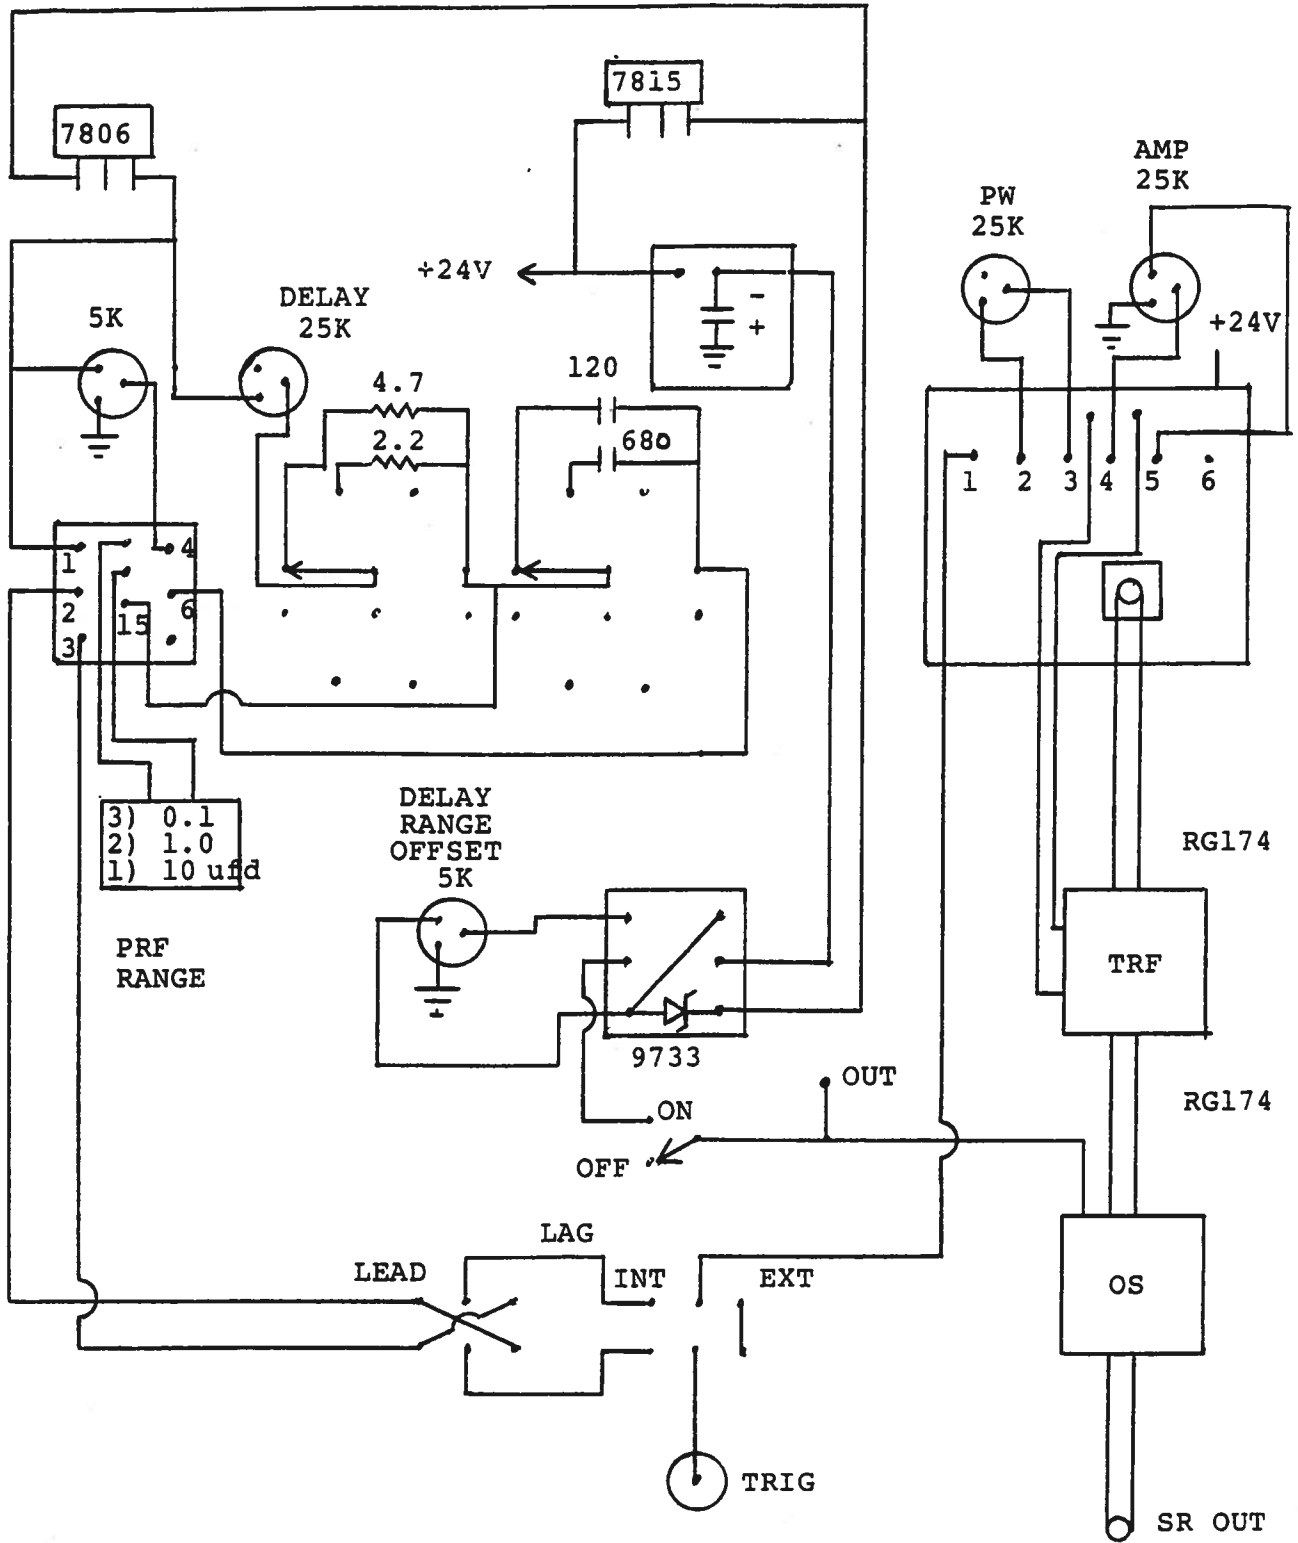 7815
7806
AMP
25K
PW
25K
+24V
DELAY
25K
5K
+24V
-
+
120
4.7
680
2.2
1 2 3 4 5 6
1
4
2
15
6
3
3) 0.1
2) 1.0
1) 10 ufd
PRF
RANGE
DELAY
RANGE
OFFSET
5K
9733
RG174
TRF
RG174
OUT
ON
OFF
LAG
LEAD
INT
EXT
OS
TRIG
SR OUT